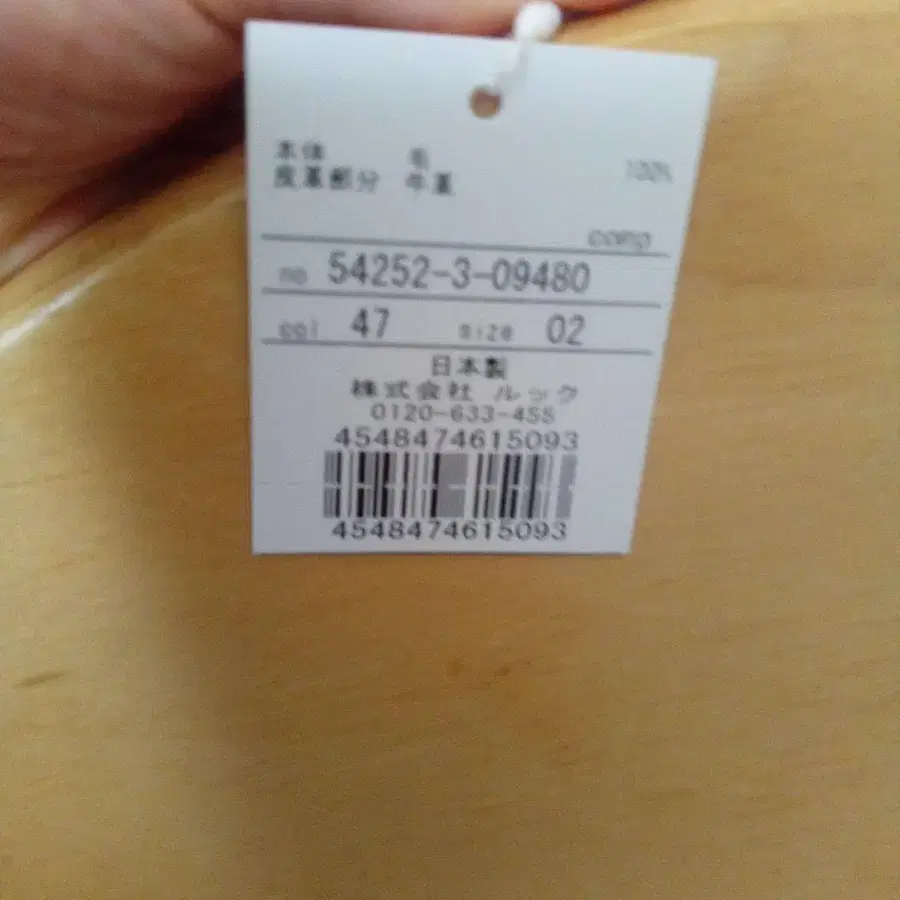 本体 毛 100%
皮革部分 牛革
comp
no 54252-3-09480
col 47 size 02
日本製
株式会社 ルック
0120-633-455
4548474615093
4548474615093